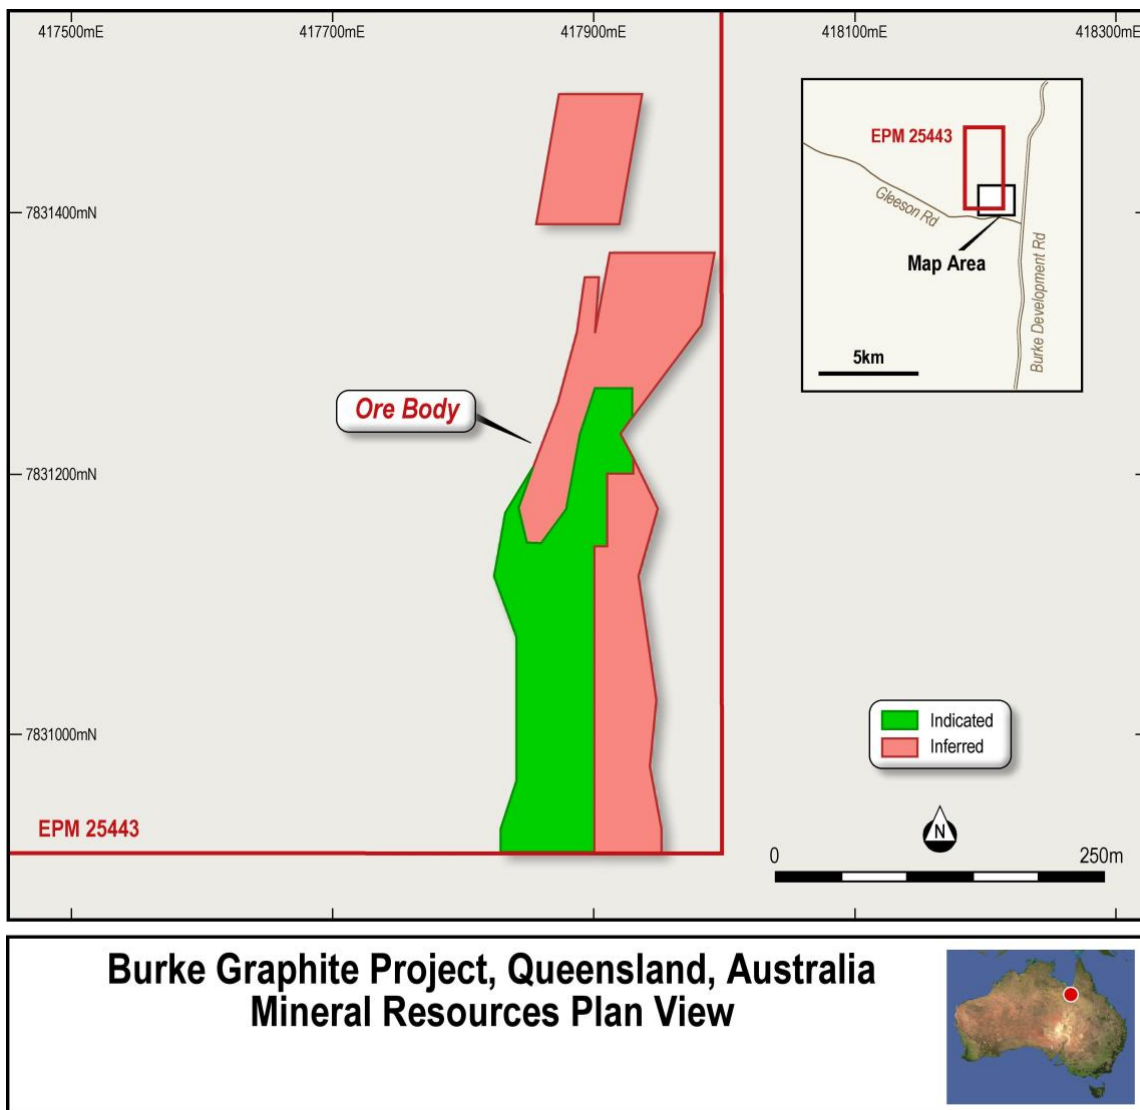 417500mE
417700mE
417900mE
418100mE
418300mE
EPM 25443
Gleeson Rd
Map Area
Burke Development Rd
5km
7831400mN
Ore Body
7831200mN
Indicated
Inferred
7831000mN
EPM 25443
N
0
250m
Burke Graphite Project, Queensland, Australia
Mineral Resources Plan View